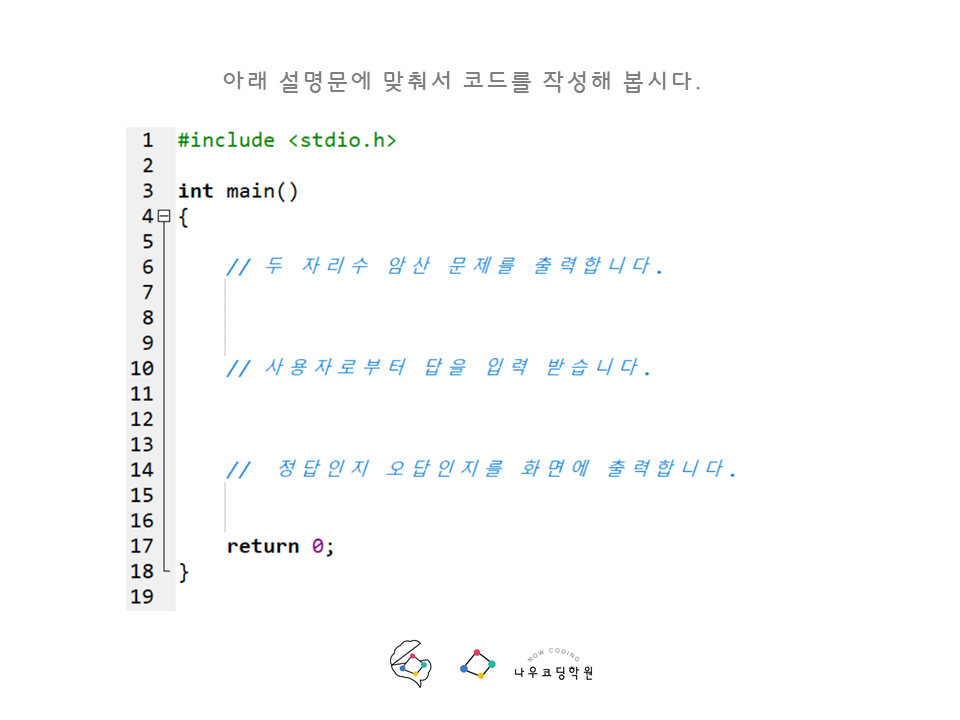 아래 설명문에 맞춰서 코드를 작성해 봅시다.
1 #include <stdio.h>
2
3 int main()
4 {
5
6 // 두 자리수 암산 문제를 출력합니다.
7
8
9
10 // 사용자로부터 답을 입력 받습니다.
11
12
13
14 // 정답인지 오답인지를 화면에 출력합니다.
15
16
17 return 0;
18 }
19
NOW CODING
나우코딩학원